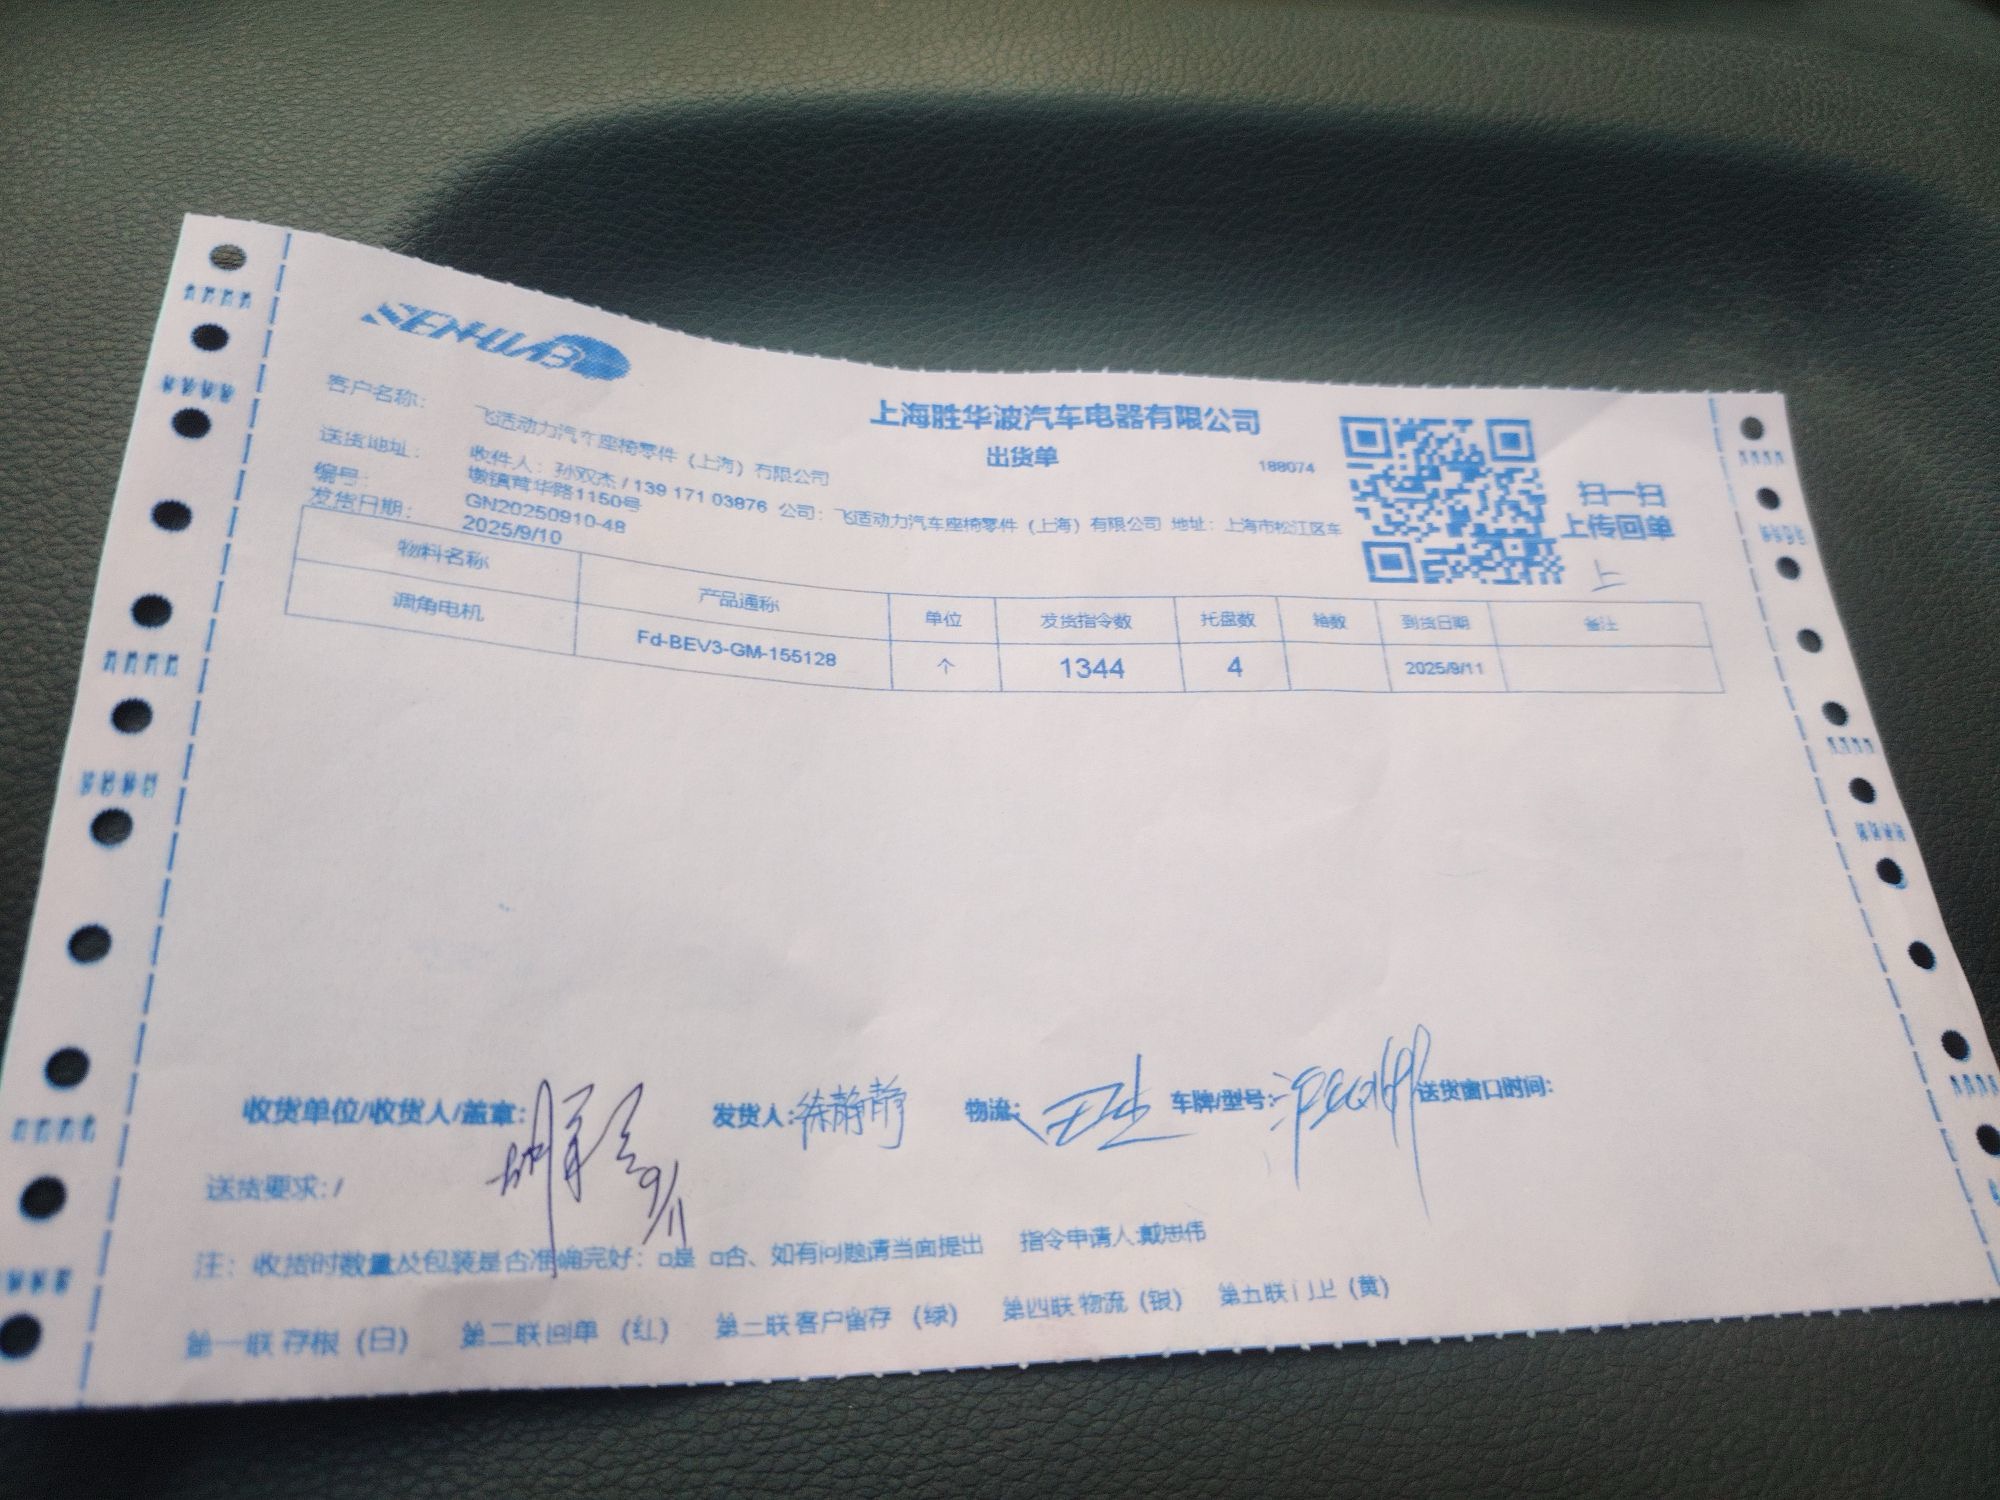 SENHWA
上海胜华波汽车电器有限公司
出货单
188074
扫一扫
上传回单
上
客户名称: 飞适动力汽车座椅零件（上海）有限公司
送货地址: 收件人: 孙双杰 / 139 171 03876 公司: 飞适动力汽车座椅零件（上海）有限公司 地址: 上海市松江区车
墩镇茸华路1150号
编号: GN20250910-48
发货日期: 2025/9/10
物料名称 产品通称 单位 发货指令数 托盘数 箱数 到货日期 备注
调角电机 Fd-BEV3-GM-155128 个 1344 4 2025/9/11
收货单位/收货人/盖章: 9/11 发货人: 徐静静 物流: 车牌/型号: 送货窗口时间:
送货要求: /
注: 收货时数量及包装是否准确完好: □是 □否、如有问题请当面提出 指令申请人:戴思伟
第一联 存根（白） 第二联 回单（红） 第三联 客户留存（绿） 第四联 物流（银） 第五联 门卫（黄）